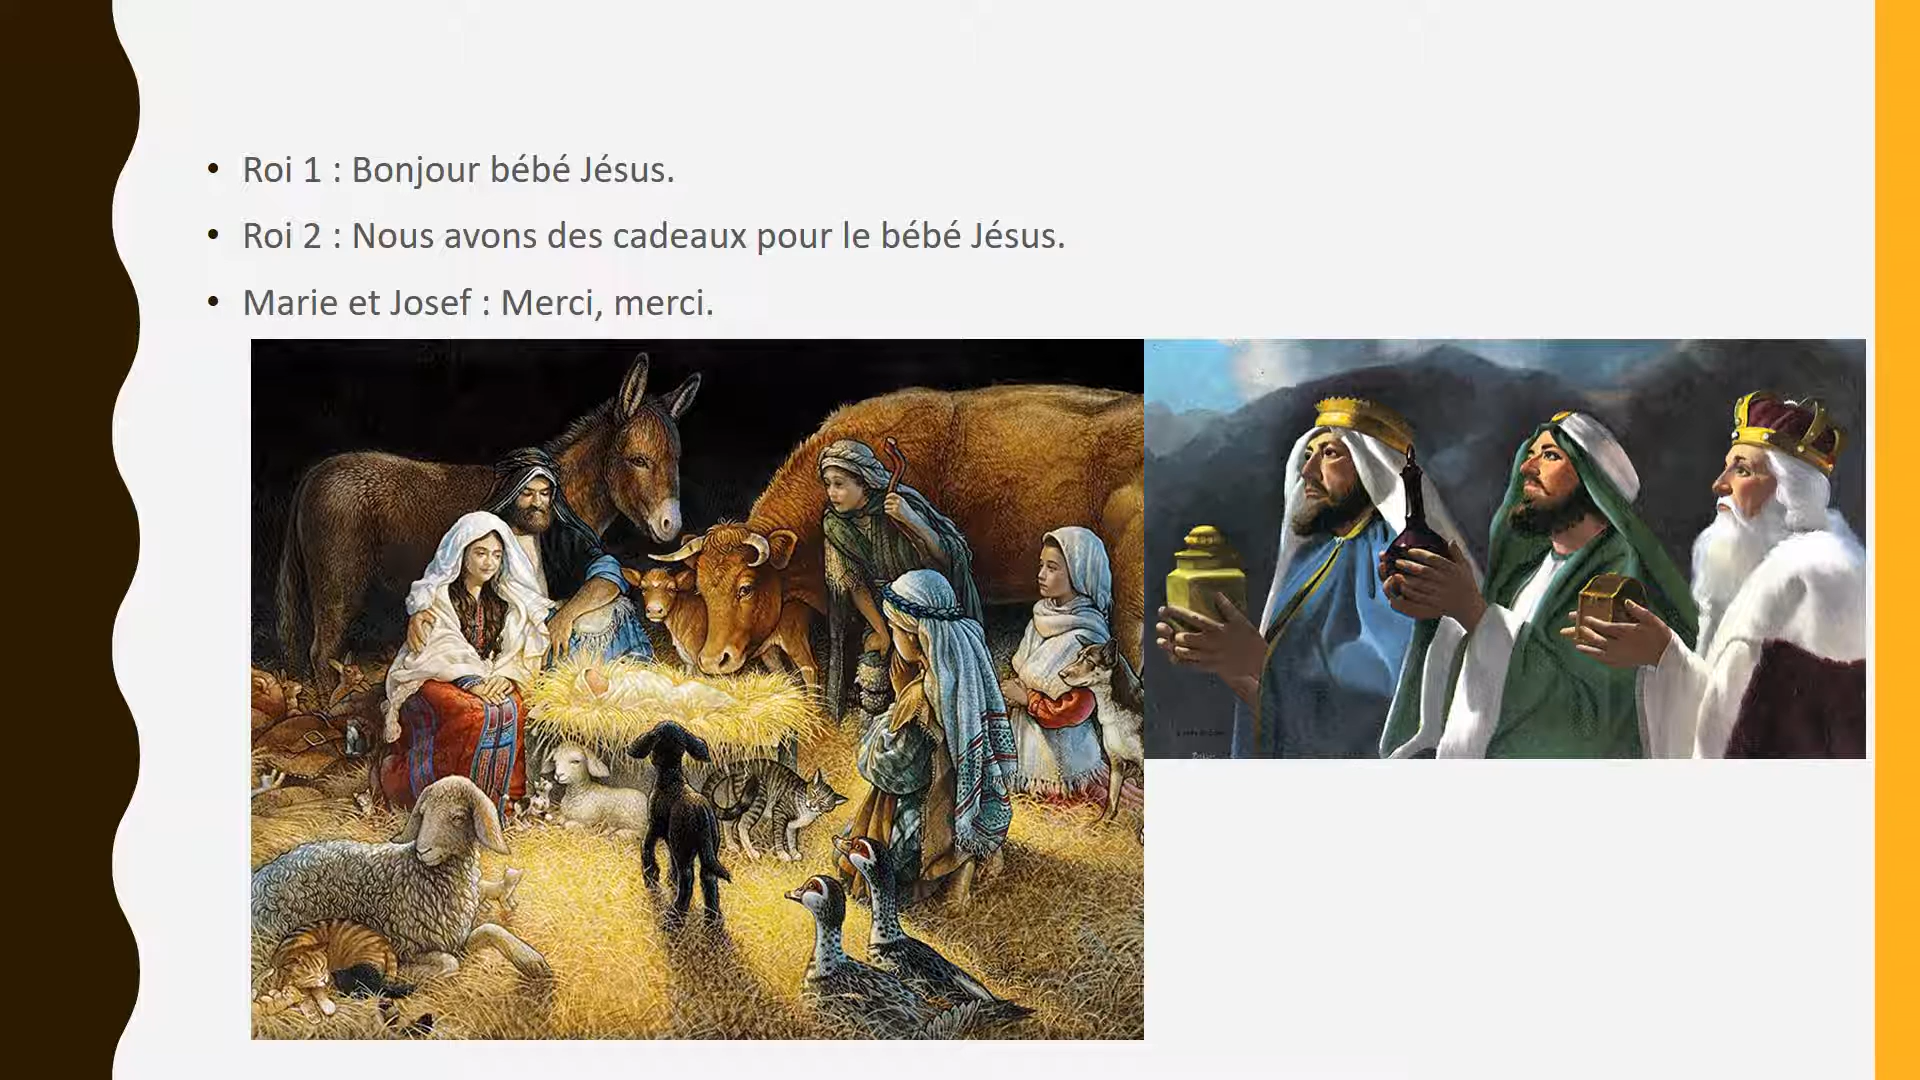 Roi 1 : Bonjour bébé Jésus.
Roi 2 : Nous avons des cadeaux pour le bébé Jésus.
Marie et Josef : Merci, merci.